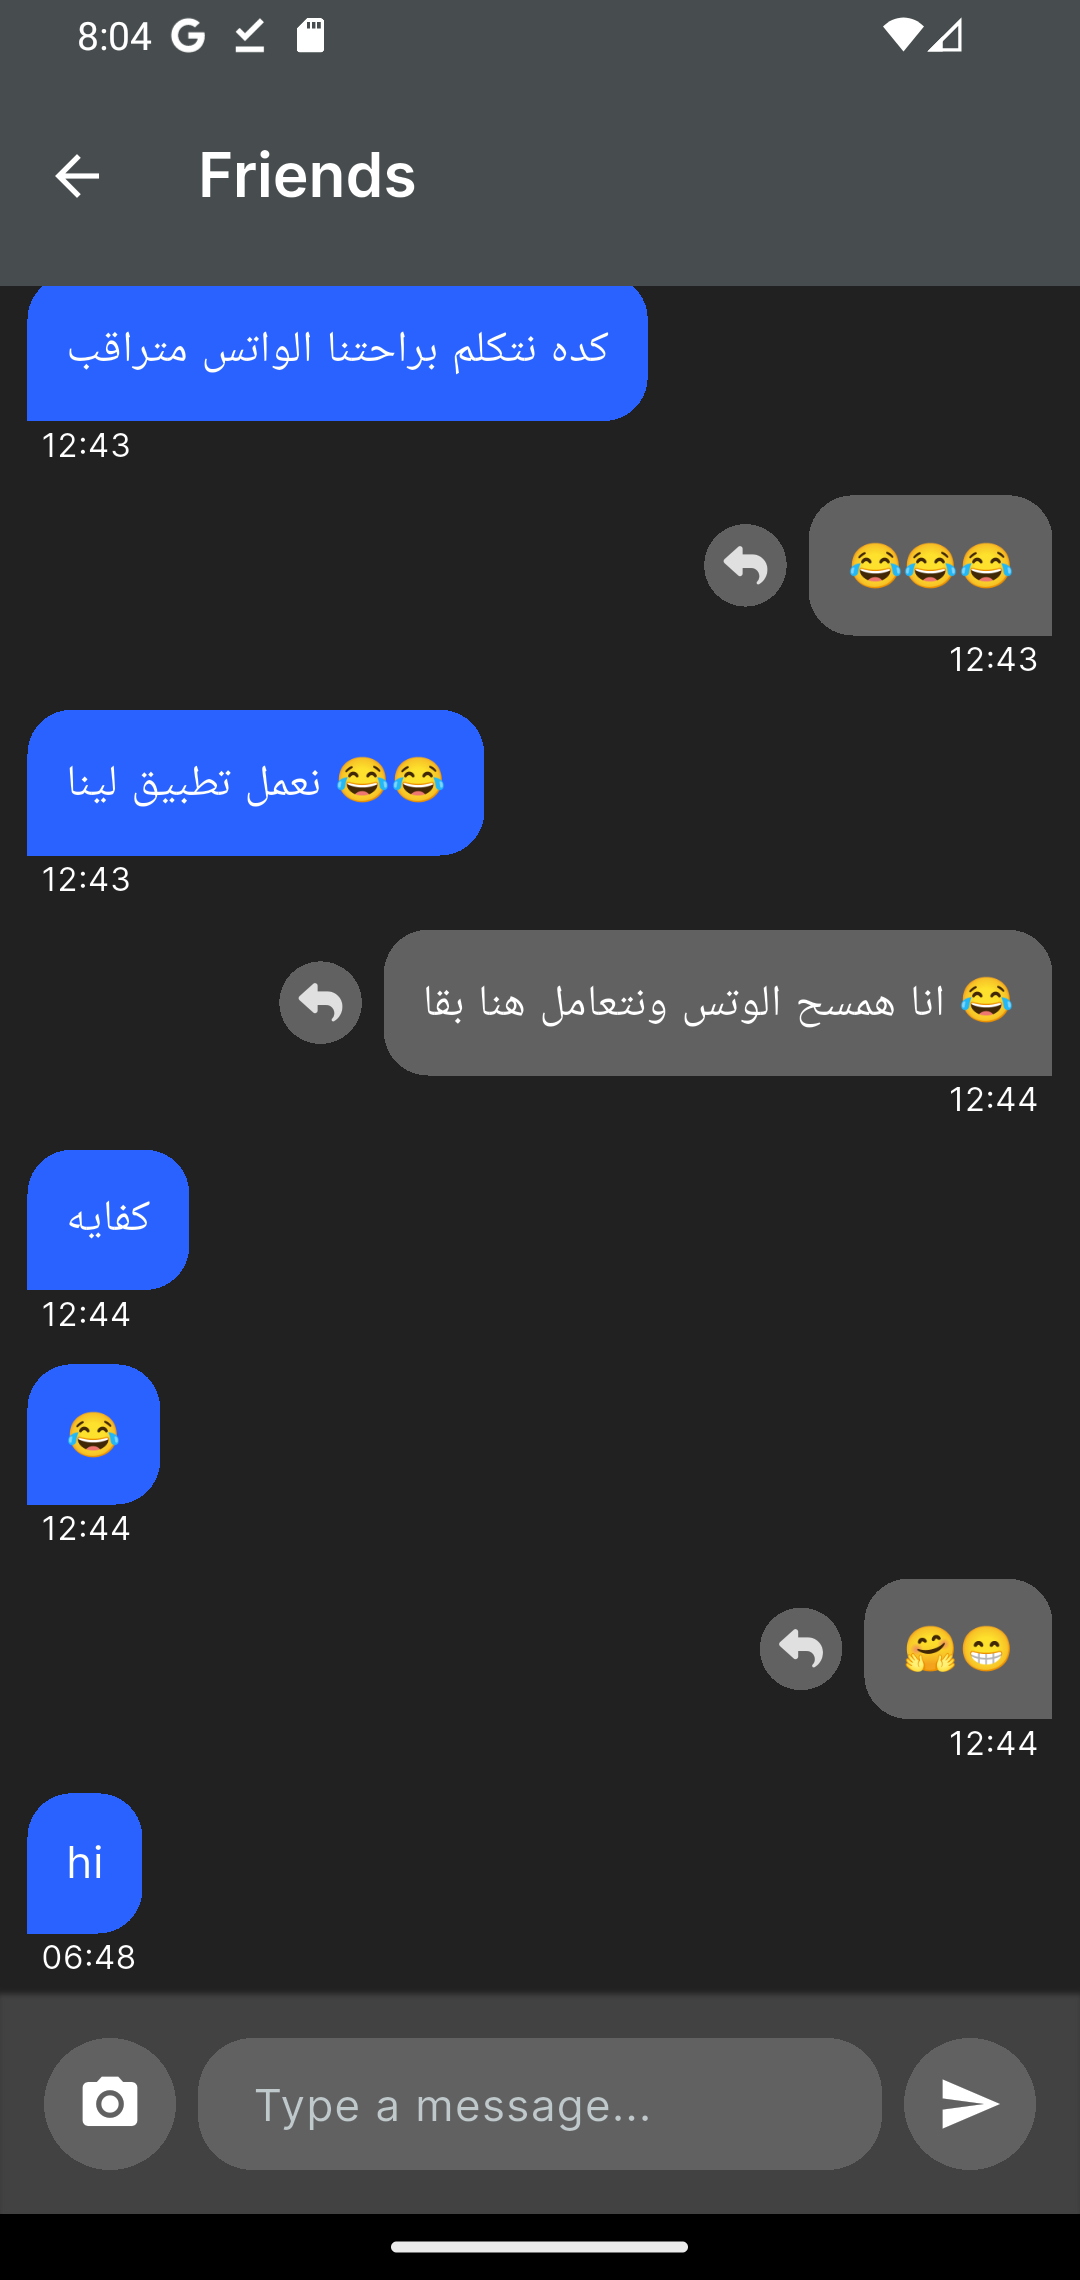 8:04
Friends
كده نتكلم براحتنا الواتس متراقب
12:43
😂😂😂
12:43
نعمل تطبيق لينا 😂😂
12:43
😂 انا همسح الوتس ونتعامل هنا بقا
12:44
كفايه
12:44
😂
12:44
🤗😁
12:44
hi
06:48
Type a message...